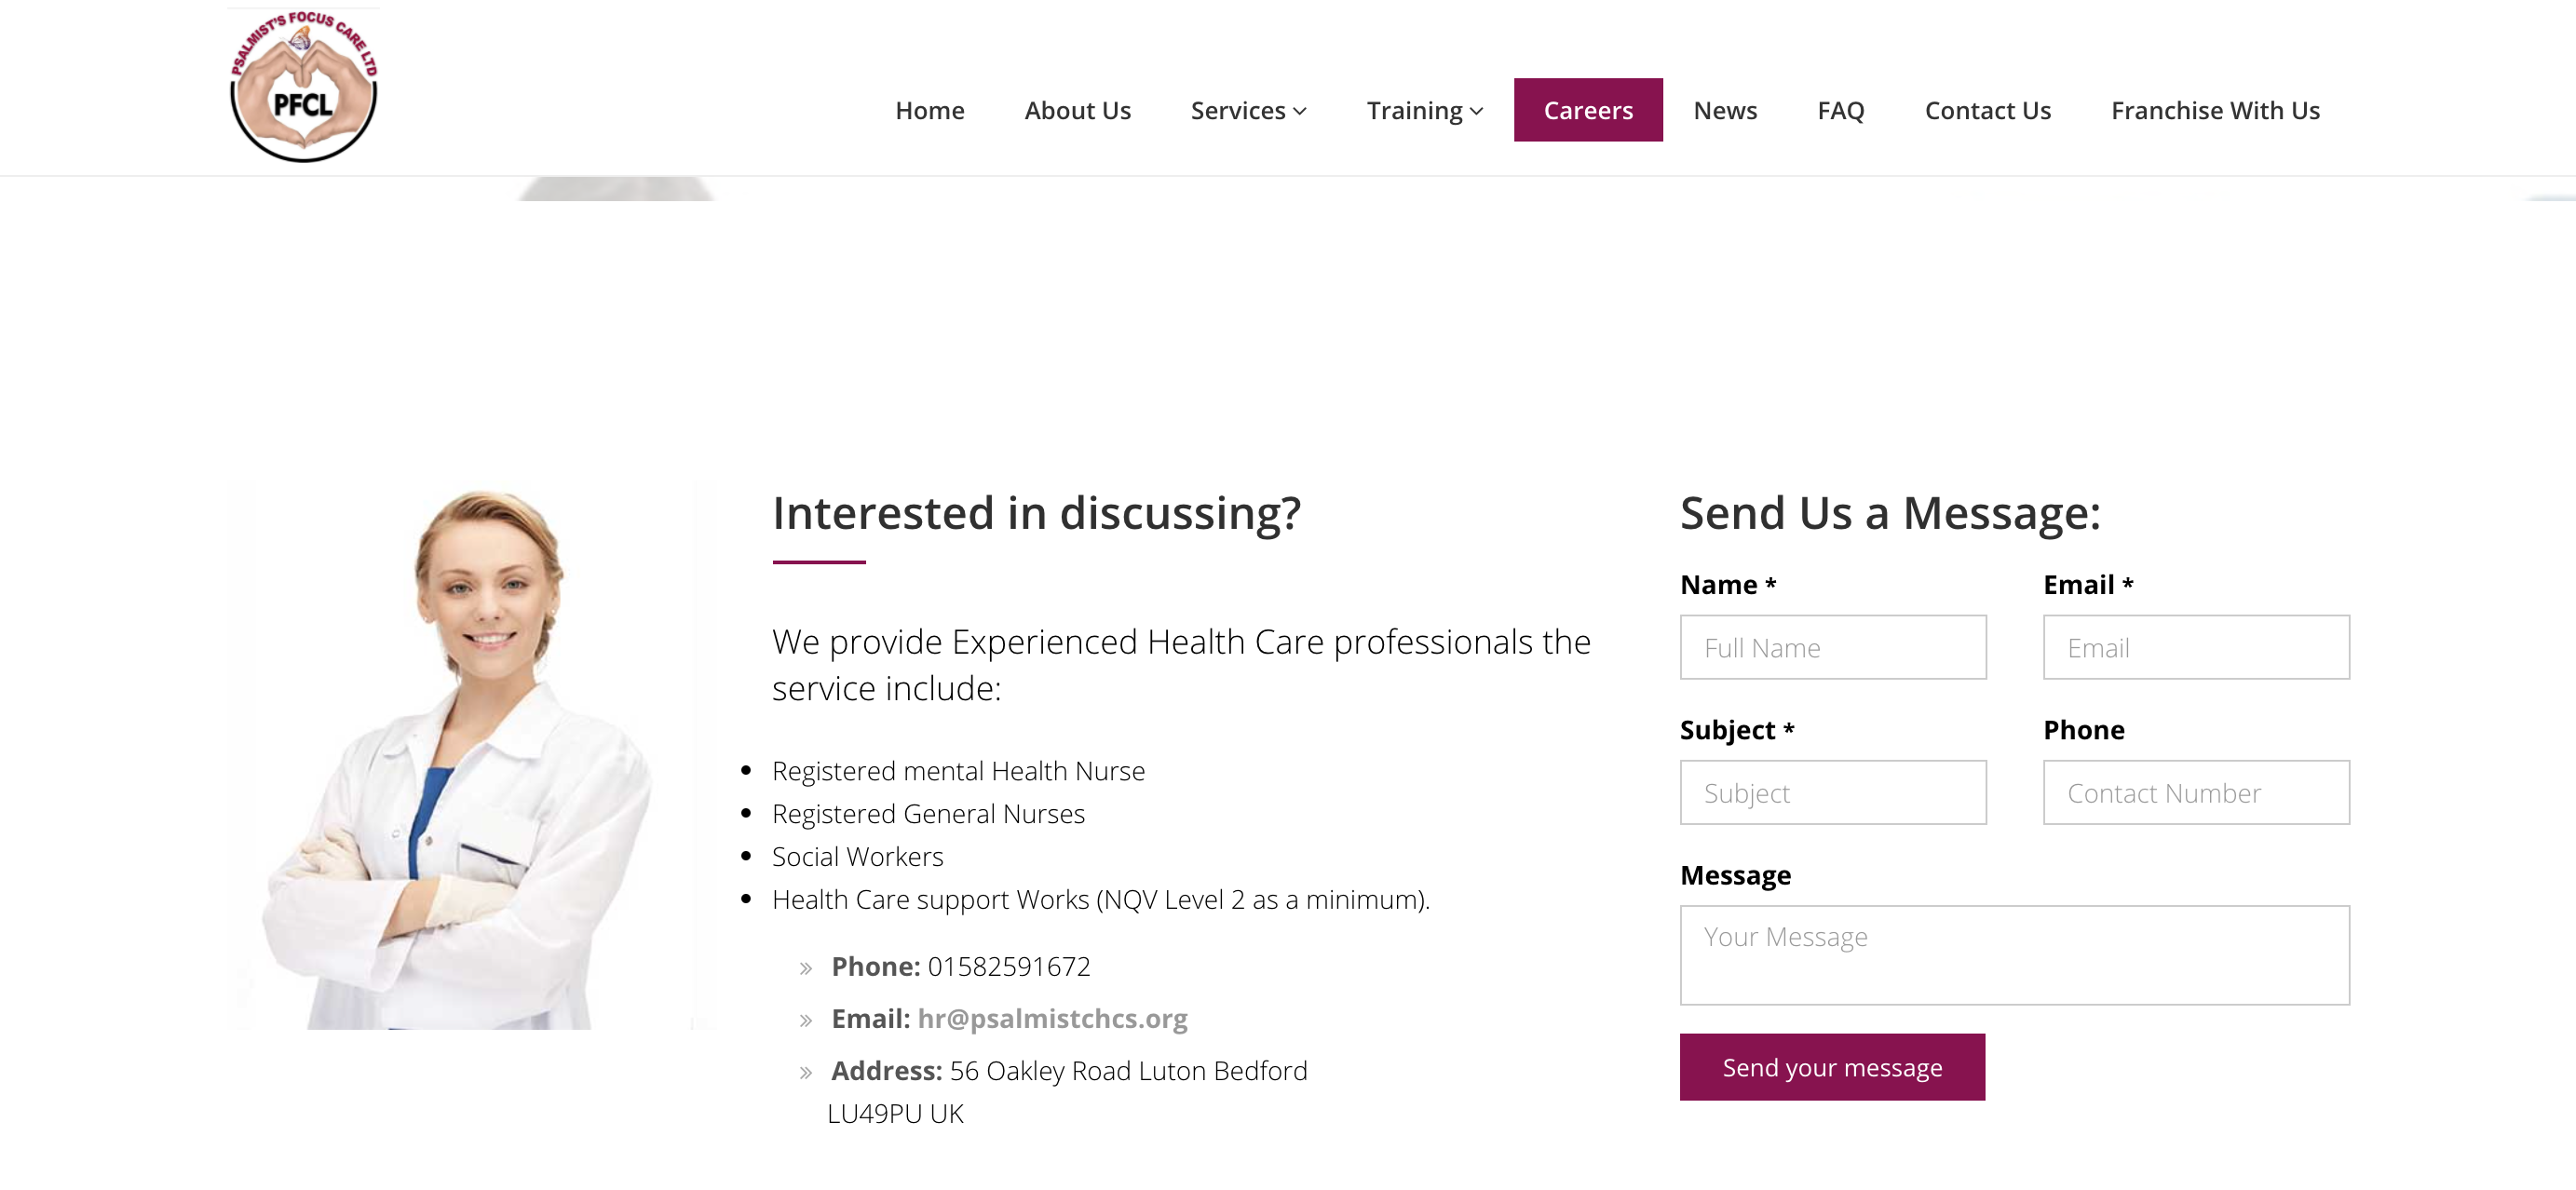 PSALMIST'S FOCUS CARE LTD
PFCL
Home About Us Services Training Careers News FAQ Contact Us Franchise With Us
Interested in discussing?
We provide Experienced Health Care professionals the
service include:
Registered mental Health Nurse
Registered General Nurses
Social Workers
Health Care support Works (NQV Level 2 as a minimum).
» Phone: 01582591672
» Email: hr@psalmistchcs.org
» Address: 56 Oakley Road Luton Bedford
LU49PU UK
Send Us a Message:
Name * Email *
Full Name Email
Subject * Phone
Subject Contact Number
Message
Your Message
Send your message